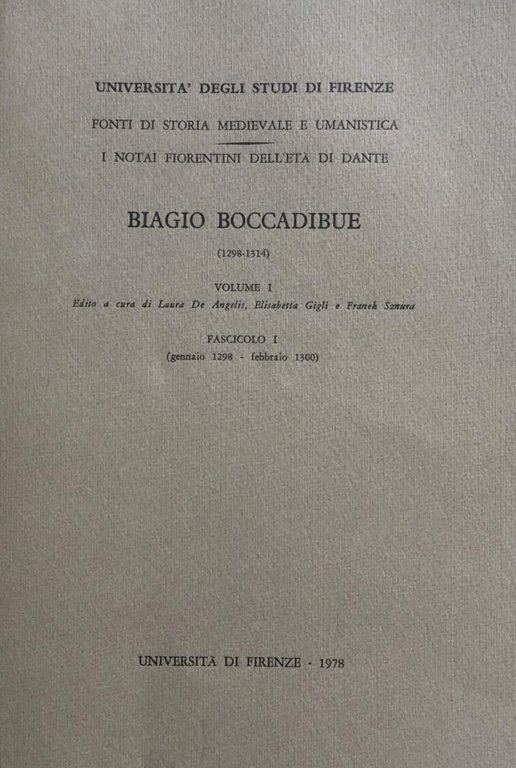 UNIVERSITA' DEGLI STUDI DI FIRENZE
FONTI DI STORIA MEDIEVALE E UMANISTICA
I NOTAI FIORENTINI DELL'ETÀ DI DANTE
BIAGIO BOCCADIBUE
(1298-1314)
VOLUME I
Edito a cura di Laura De Angelis, Elisabetta Gigli e Franek Sznura
FASCICOLO I
(gennaio 1298 - febbraio 1300)
UNIVERSITÀ DI FIRENZE - 1978